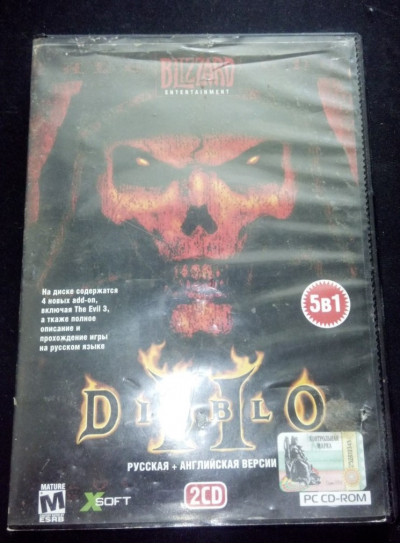 BLIZZARD
ENTERTAINMENT
На диске содержатся
4 новых add-on,
включая The Evil 3,
а также полное
описание и
прохождение игры
на русском языке
5в1
DIABLO
II
РУССКАЯ + АНГЛИЙСКАЯ ВЕРСИИ
MATURE
M
ESRB
XSOFT
2CD
PC CD-ROM